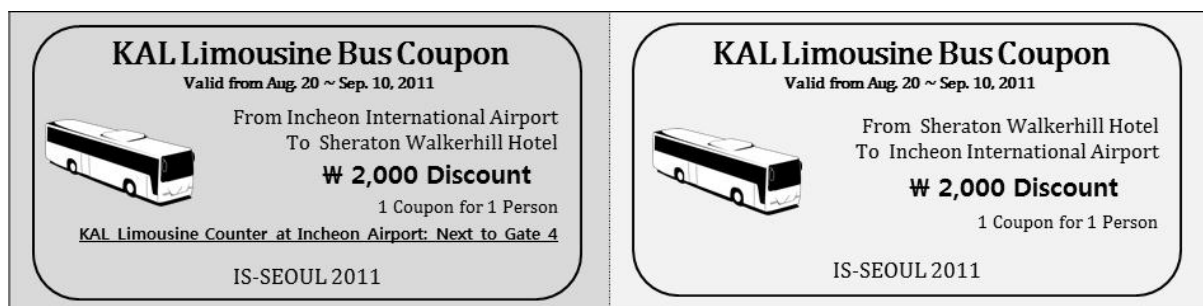 KAL Limousine Bus Coupon
Valid from Aug. 20 ~ Sep. 10, 2011
From Incheon International Airport
To Sheraton Walkerhill Hotel
₩ 2,000 Discount
1 Coupon for 1 Person
KAL Limousine Counter at Incheon Airport: Next to Gate 4
IS-SEOUL 2011
KAL Limousine Bus Coupon
Valid from Aug. 20 ~ Sep. 10, 2011
From Sheraton Walkerhill Hotel
To Incheon International Airport
₩ 2,000 Discount
1 Coupon for 1 Person
IS-SEOUL 2011